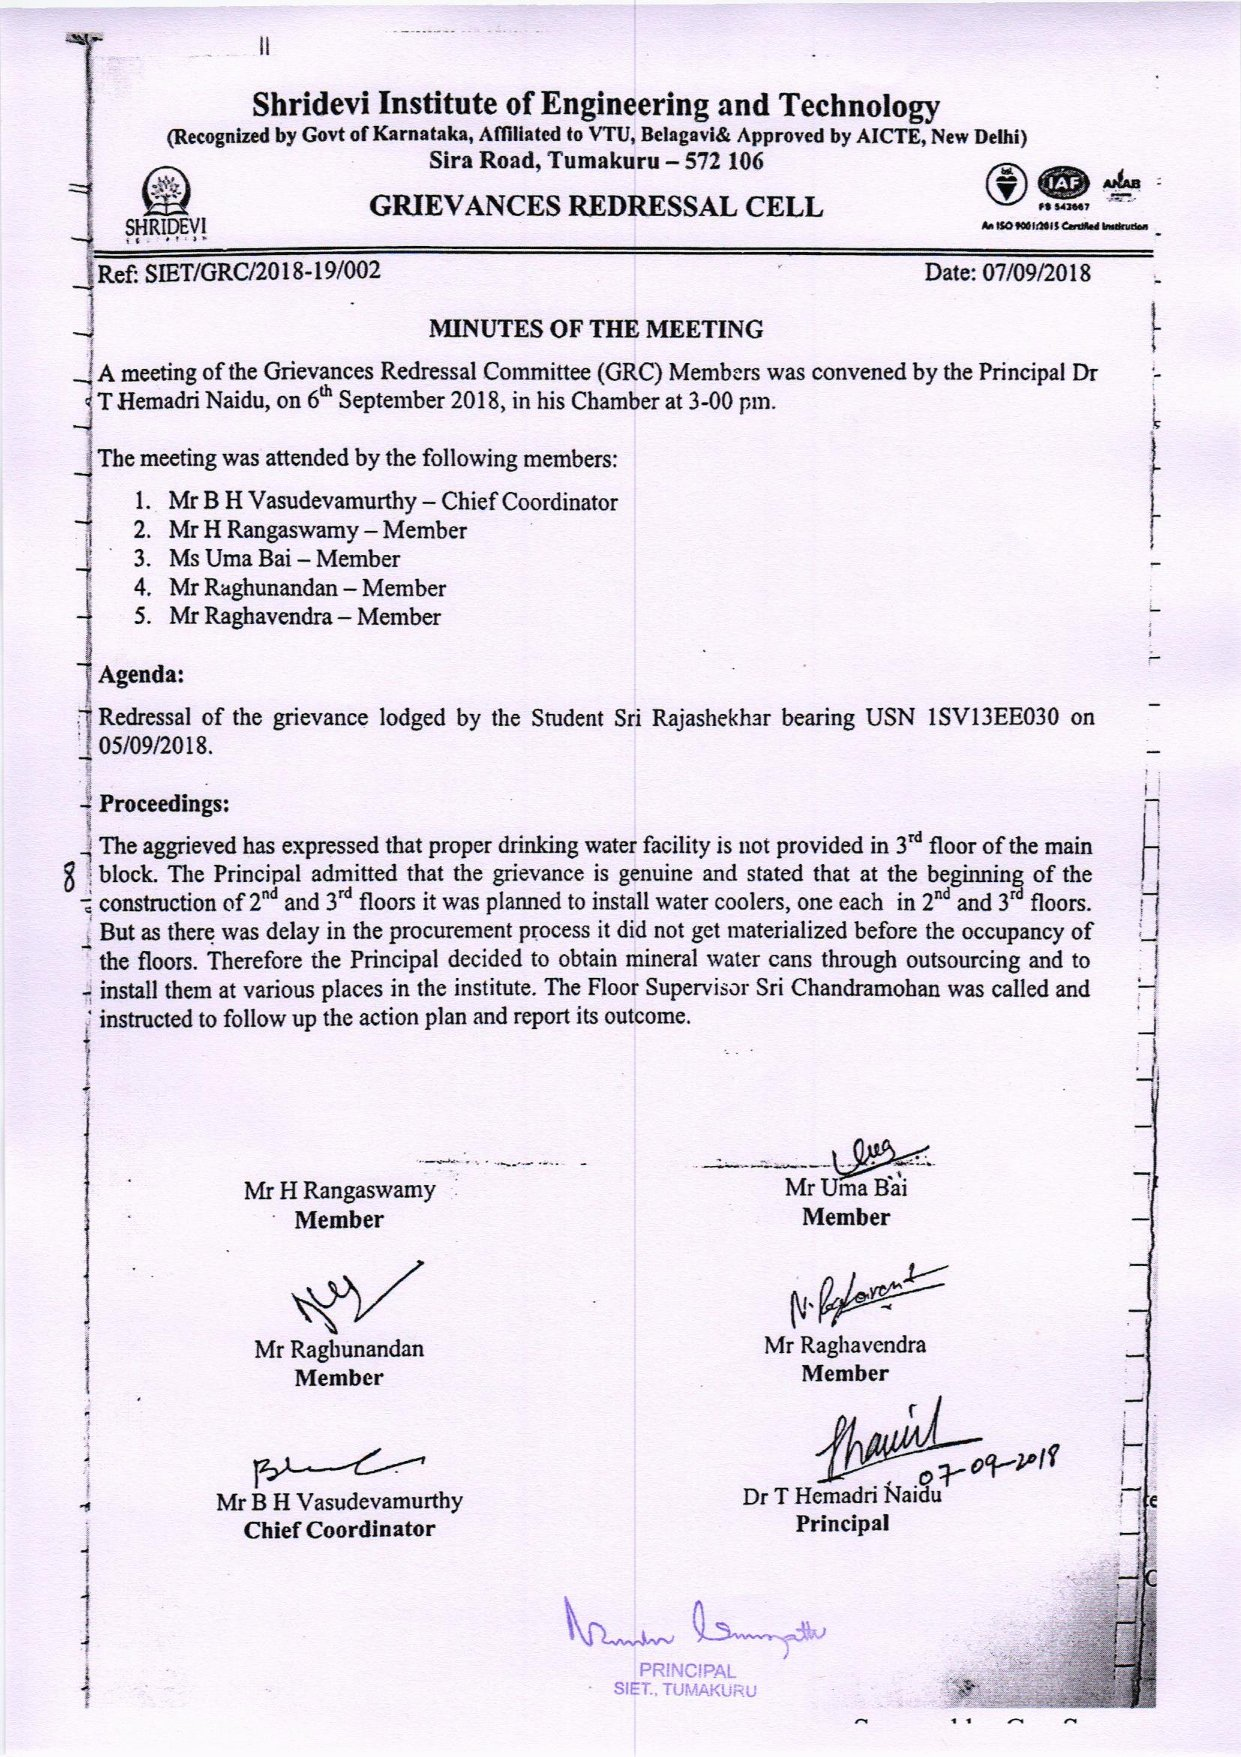 Shridevi Institute of Engineering and Technology
(Recognized by Govt of Karnataka, Affiliated to VTU, Belagavi& Approved by AICTE, New Delhi)
Sira Road, Tumakuru – 572 106
GRIEVANCES REDRESSAL CELL
SHRIDEVI
EDUCATION
IAF
ANAB
FS 543667
An ISO 9001:2015 Certified Institution
Ref: SIET/GRC/2018-19/002 Date: 07/09/2018
MINUTES OF THE MEETING
A meeting of the Grievances Redressal Committee (GRC) Members was convened by the Principal Dr
T Hemadri Naidu, on 6th September 2018, in his Chamber at 3-00 pm.
The meeting was attended by the following members:
1. Mr B H Vasudevamurthy – Chief Coordinator
2. Mr H Rangaswamy – Member
3. Ms Uma Bai – Member
4. Mr Raghunandan – Member
5. Mr Raghavendra – Member
Agenda:
Redressal of the grievance lodged by the Student Sri Rajashekhar bearing USN 1SV13EE030 on
05/09/2018.
Proceedings:
The aggrieved has expressed that proper drinking water facility is not provided in 3rd floor of the main
block. The Principal admitted that the grievance is genuine and stated that at the beginning of the
construction of 2nd and 3rd floors it was planned to install water coolers, one each in 2nd and 3rd floors.
But as there was delay in the procurement process it did not get materialized before the occupancy of
the floors. Therefore the Principal decided to obtain mineral water cans through outsourcing and to
install them at various places in the institute. The Floor Supervisor Sri Chandramohan was called and
instructed to follow up the action plan and report its outcome.
8
Mr H Rangaswamy Mr Uma Bai
Member Member
Mr Raghunandan Mr Raghavendra
Member Member
07-09-2018
Mr B H Vasudevamurthy Dr T Hemadri Naidu
Chief Coordinator Principal
PRINCIPAL
SIET., TUMAKURU